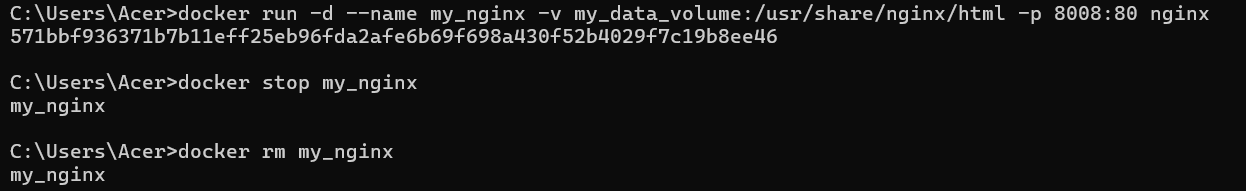 C:\Users\Acer>docker run -d --name my_nginx -v my_data_volume:/usr/share/nginx/html -p 8008:80 nginx
571bbf936371b7b11eff25eb96fda2afe6b69f698a430f52b4029f7c19b8ee46
C:\Users\Acer>docker stop my_nginx
my_nginx
C:\Users\Acer>docker rm my_nginx
my_nginx